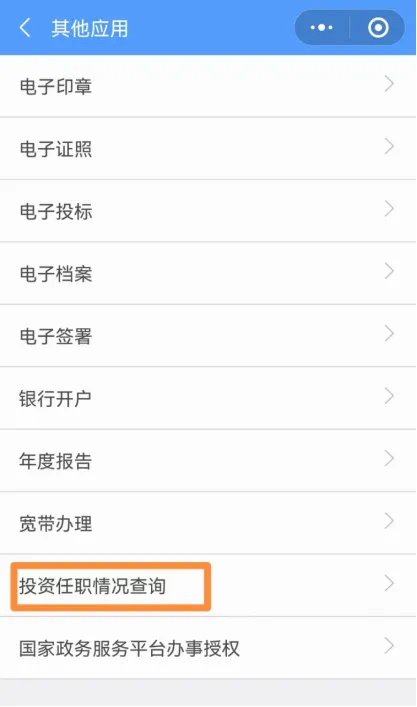 其他应用
电子印章
电子证照
电子投标
电子档案
电子签署
银行开户
年度报告
宽带办理
投资任职情况查询
国家政务服务平台办事授权